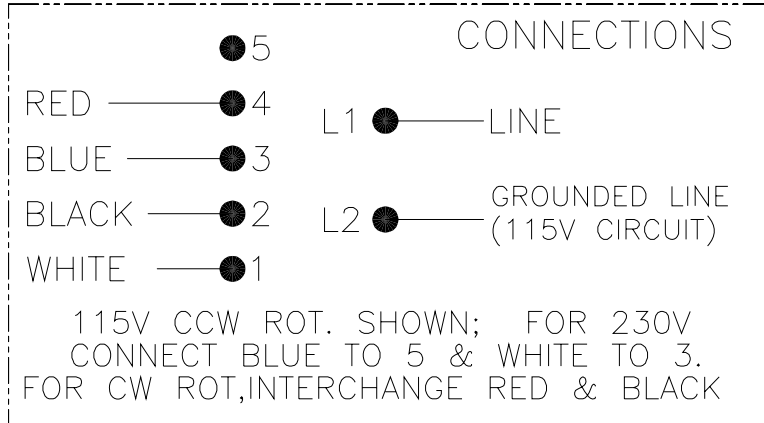 CONNECTIONS
5
RED 4
BLUE 3
BLACK 2
WHITE 1
L1 LINE
L2 GROUNDED LINE
(115V CIRCUIT)
115V CCW ROT. SHOWN; FOR 230V
CONNECT BLUE TO 5 & WHITE TO 3.
FOR CW ROT,INTERCHANGE RED & BLACK